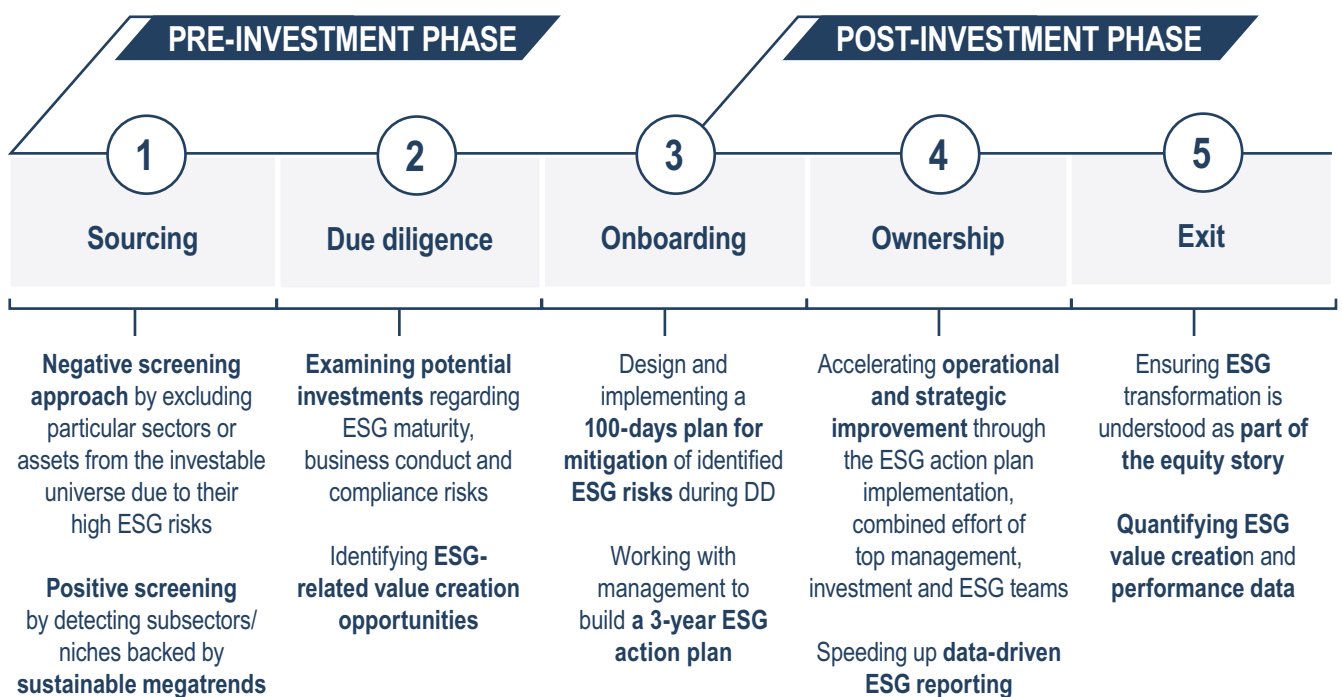 PRE-INVESTMENT PHASE
POST-INVESTMENT PHASE
1
2
3
4
5
Sourcing
Due diligence
Onboarding
Ownership
Exit
Negative screening
approach by excluding
particular sectors or
assets from the investable
universe due to their
high ESG risks
Positive screening
by detecting subsectors/
niches backed by
sustainable megatrends
Examining potential
investments regarding
ESG maturity,
business conduct and
compliance risks
Identifying ESG-
related value creation
opportunities
Design and
implementing a
100-days plan for
mitigation of identified
ESG risks during DD
Working with
management to
build a 3-year ESG
action plan
Accelerating operational
and strategic
improvement through
the ESG action plan
implementation,
combined effort of
top management,
investment and ESG teams
Speeding up data-driven
ESG reporting
Ensuring ESG
transformation is
understood as part of
the equity story
Quantifying ESG
value creation and
performance data